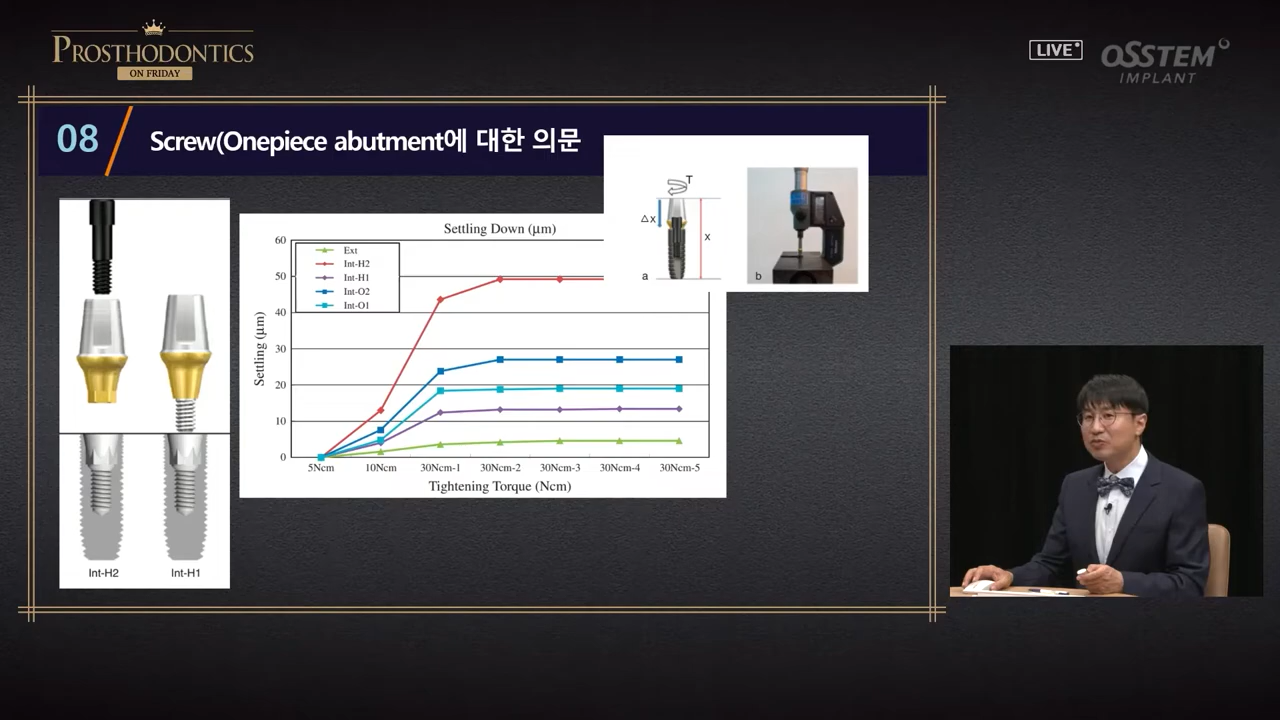 PROSTHODONTICS
ON FRIDAY
LIVE
OSSTEM
IMPLANT
08
Screw(Onepiece abutment에 대한 의문
T
Δx
x
a
b
Settling Down (μm)
60
50
40
30
20
10
0
Settling (μm)
Ext
Int-H2
Int-H1
Int-O2
Int-O1
5Ncm
10Ncm
30Ncm-1
30Ncm-2
30Ncm-3
30Ncm-4
30Ncm-5
Tightening Torque (Ncm)
Int-H2
Int-H1